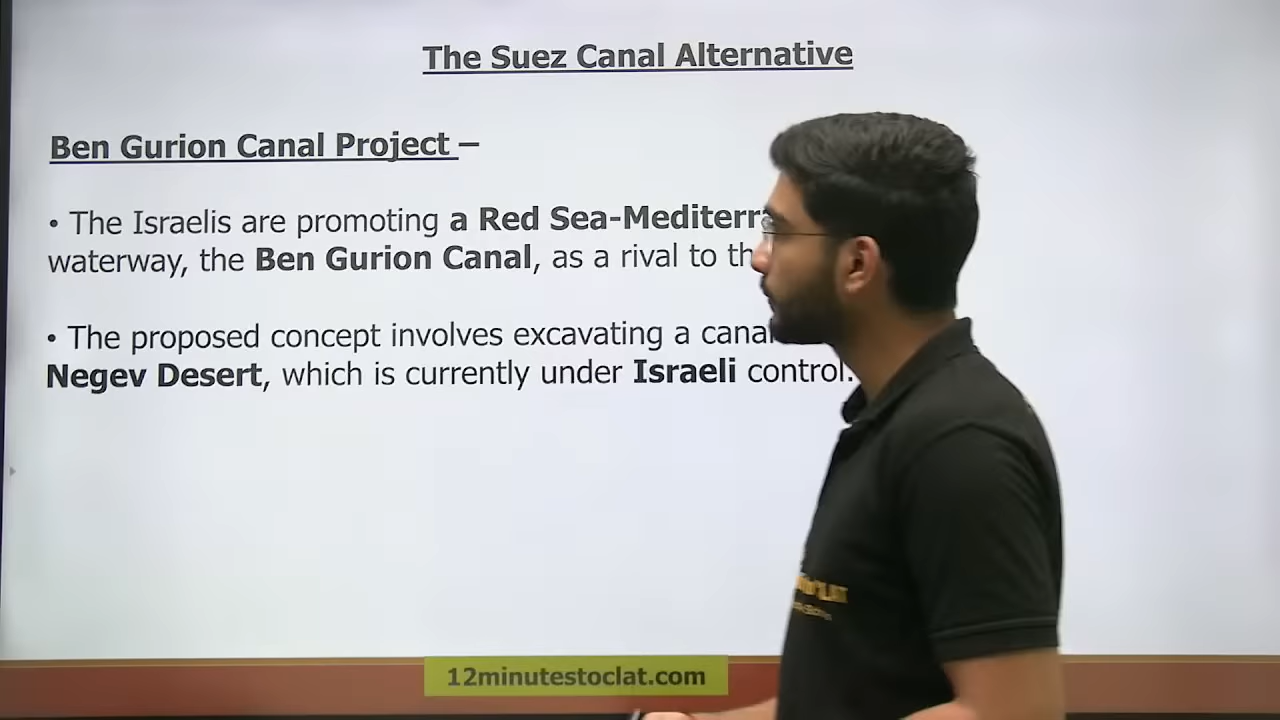 The Suez Canal Alternative
Ben Gurion Canal Project –
• The Israelis are promoting a Red Sea-Mediterra
waterway, the Ben Gurion Canal, as a rival to th
• The proposed concept involves excavating a canal
Negev Desert, which is currently under Israeli control.
12minutestoclat.com